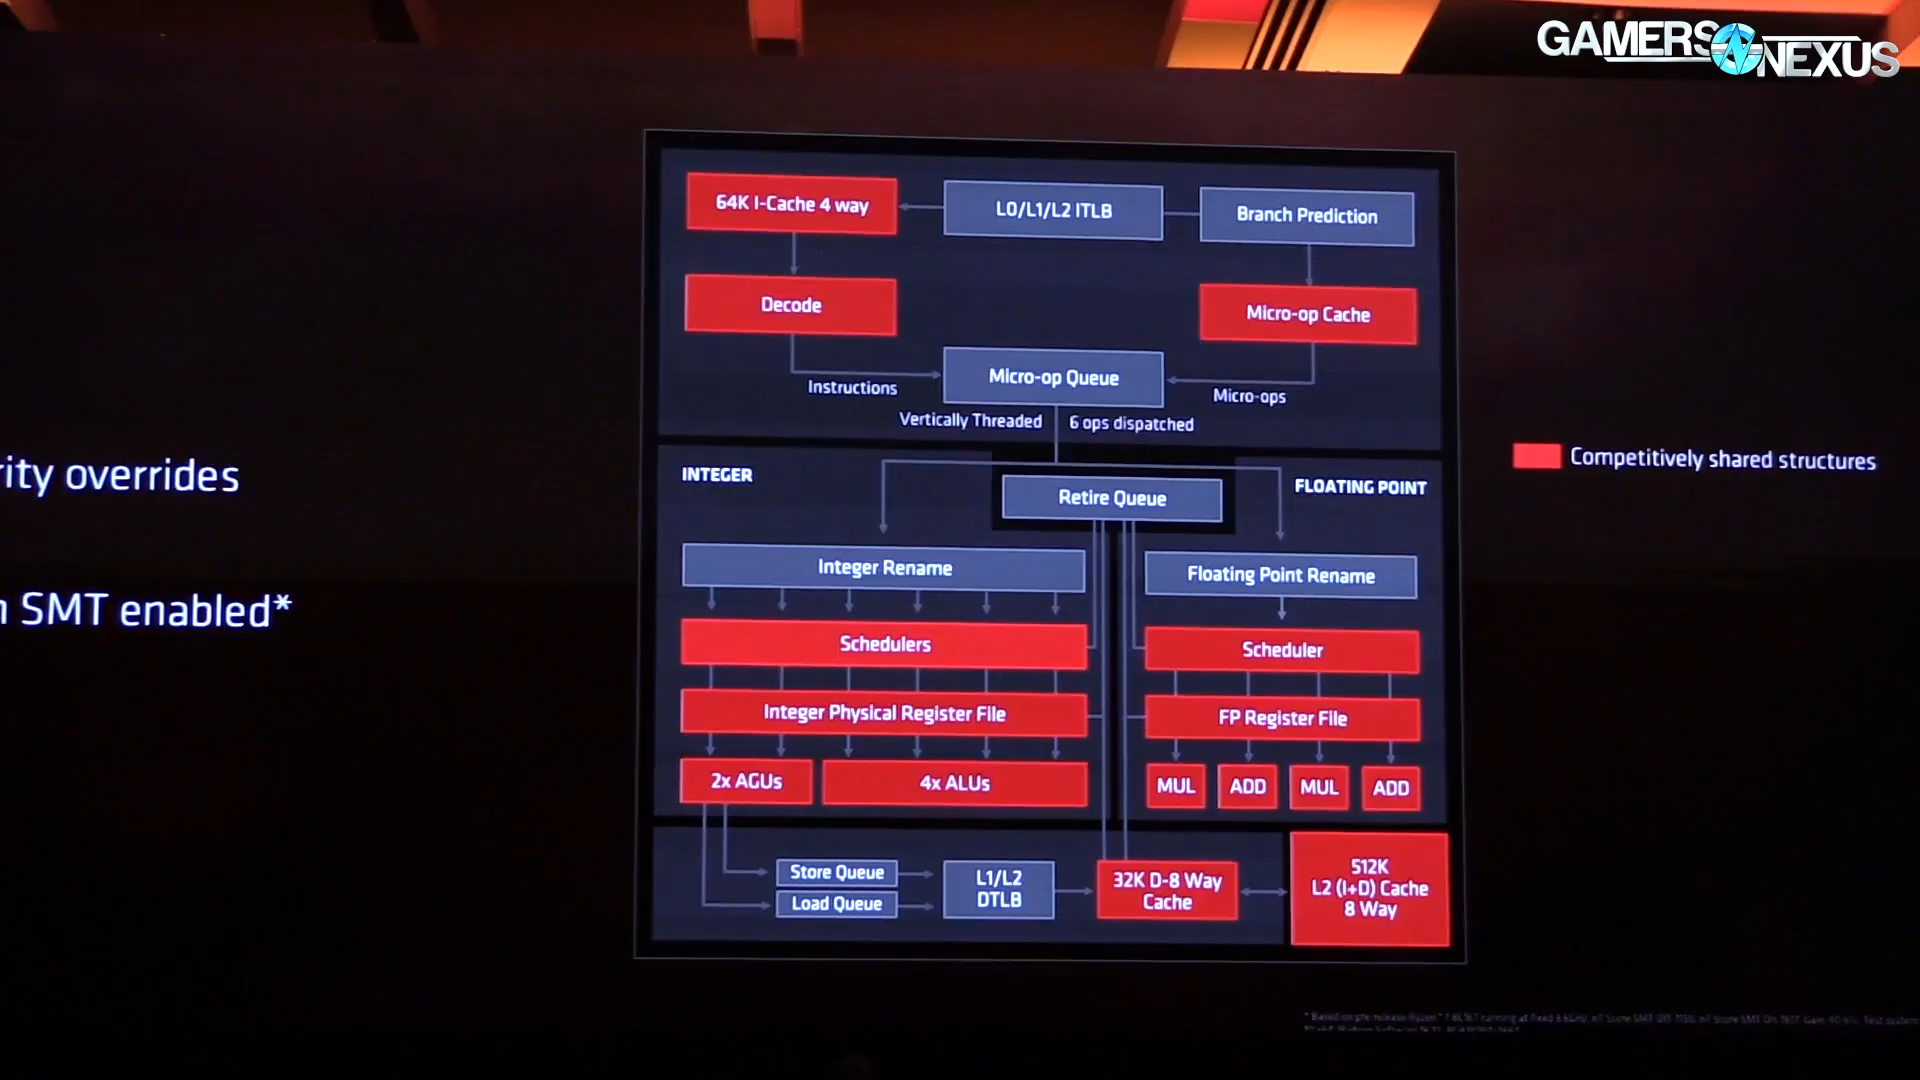 GAMERS NEXUS
64K I-Cache 4 way
L0/L1/L2 ITLB
Branch Prediction
Decode
Micro-op Cache
Micro-op Queue
Instructions
Micro-ops
Vertically Threaded
6 ops dispatched
rity overrides
Competitively shared structures
INTEGER
Retire Queue
FLOATING POINT
Integer Rename
Floating Point Rename
SMT enabled*
Schedulers
Scheduler
Integer Physical Register File
FP Register File
2x AGUs
4x ALUs
MUL
ADD
MUL
ADD
Store Queue
Load Queue
L1/L2
DTLB
32K D-8 Way
Cache
512K
L2 (I+D) Cache
8 Way